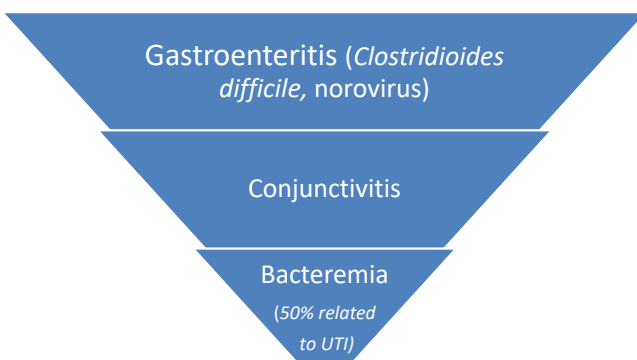 Gastroenteritis (Clostridioides
difficile, norovirus)
Conjunctivitis
Bacteremia
(50% related
to UTI)